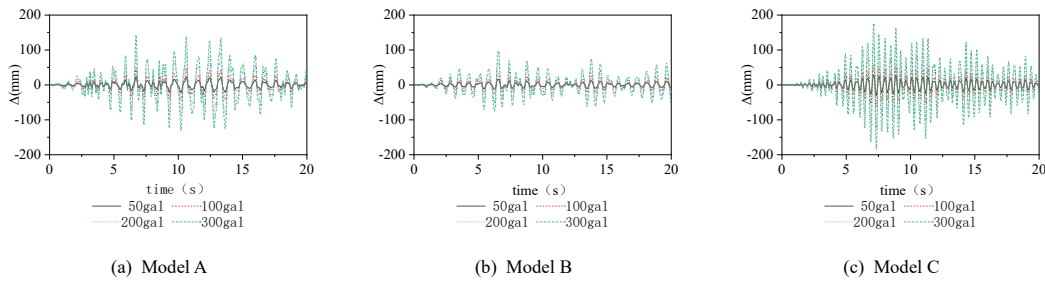 200
100
0
-100
-200
Δ(mm)
0 5 10 15 20
time (s)
50gal 100gal
200gal 300gal
(a) Model A
200
100
0
-100
-200
Δ(mm)
0 5 10 15 20
time (s)
50gal 100gal
200gal 300gal
(b) Model B
200
100
0
-100
-200
Δ(mm)
0 5 10 15 20
time (s)
50gal 100gal
200gal 300gal
(c) Model C